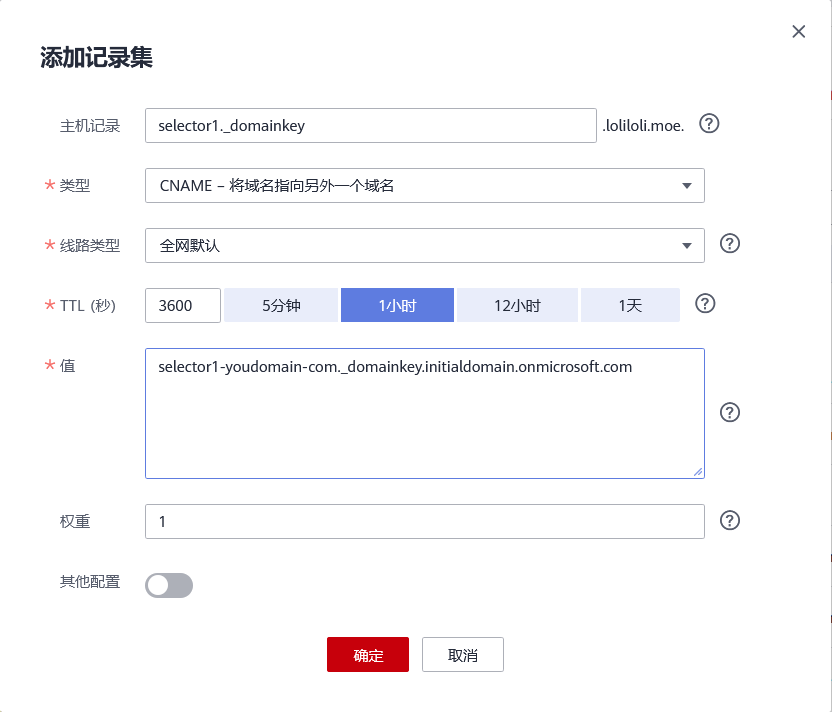 添加记录集
主机记录 selector1._domainkey .loliloli.moe.
* 类型 CNAME – 将域名指向另外一个域名
* 线路类型 全网默认
* TTL (秒) 3600 5分钟 1小时 12小时 1天
* 值 selector1-youdomain-com._domainkey.initialdomain.onmicrosoft.com
权重 1
其他配置
确定 取消